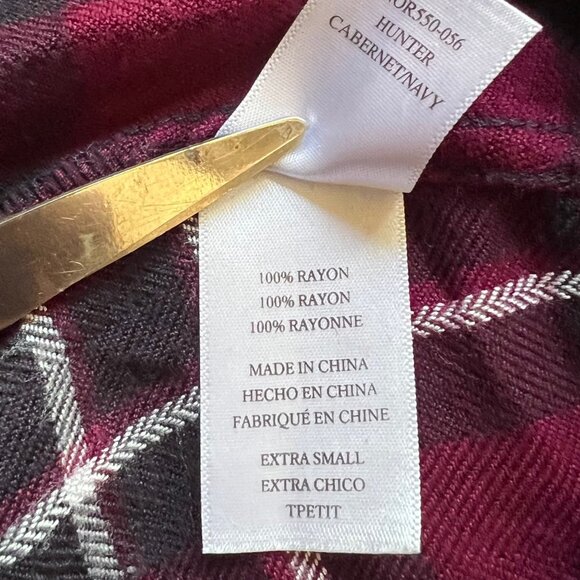 OR550-056
HUNTER
CABERNET/NAVY
100% RAYON
100% RAYON
100% RAYONNE
MADE IN CHINA
HECHO EN CHINA
FABRIQUÉ EN CHINE
EXTRA SMALL
EXTRA CHICO
TPETIT